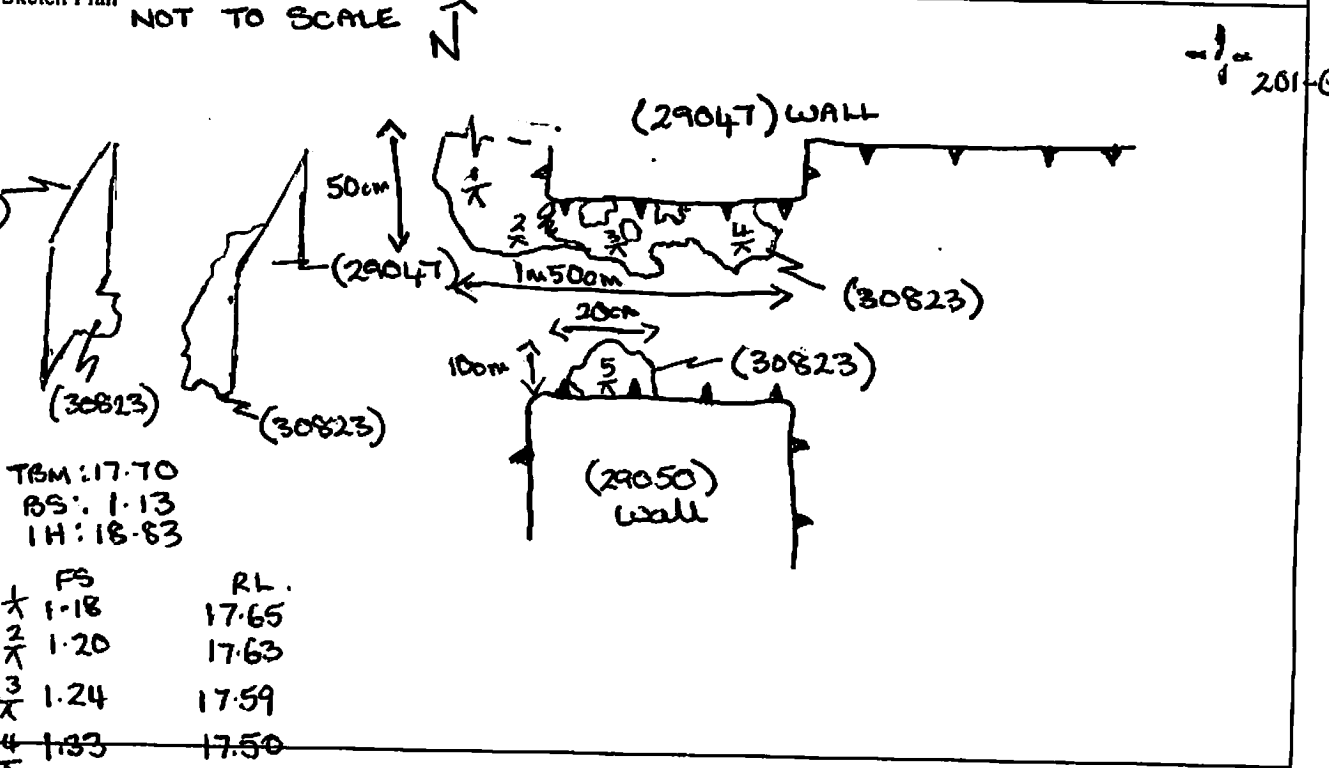 Sketch Plan
NOT TO SCALE N
201-
(29047) WALL
50cm
1
2
3
4
(29047)
1m50cm
(30823)
20cm
10cm
5
(30823)
(30823)
(30823)
(29050)
Wall
TBM: 17.70
BS: 1.13
IH: 18.83
FS RL.
1 1.18 17.65
2 1.20 17.63
3 1.24 17.59
4 1.33 17.50